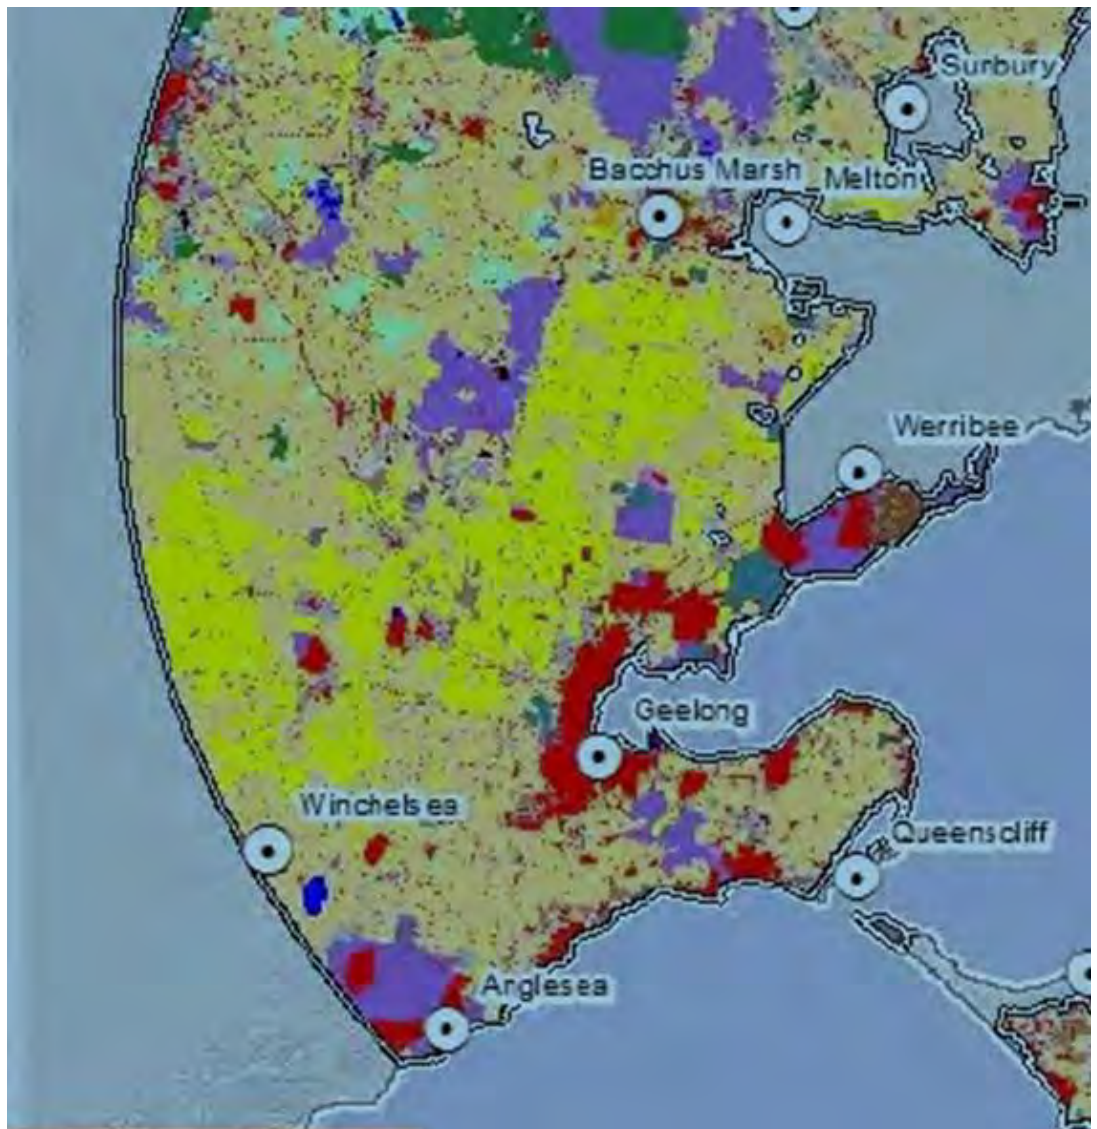 Sunbury
Bacchus Marsh
Melton
Werribee
Geelong
Winchelsea
Queenscliff
Anglesea